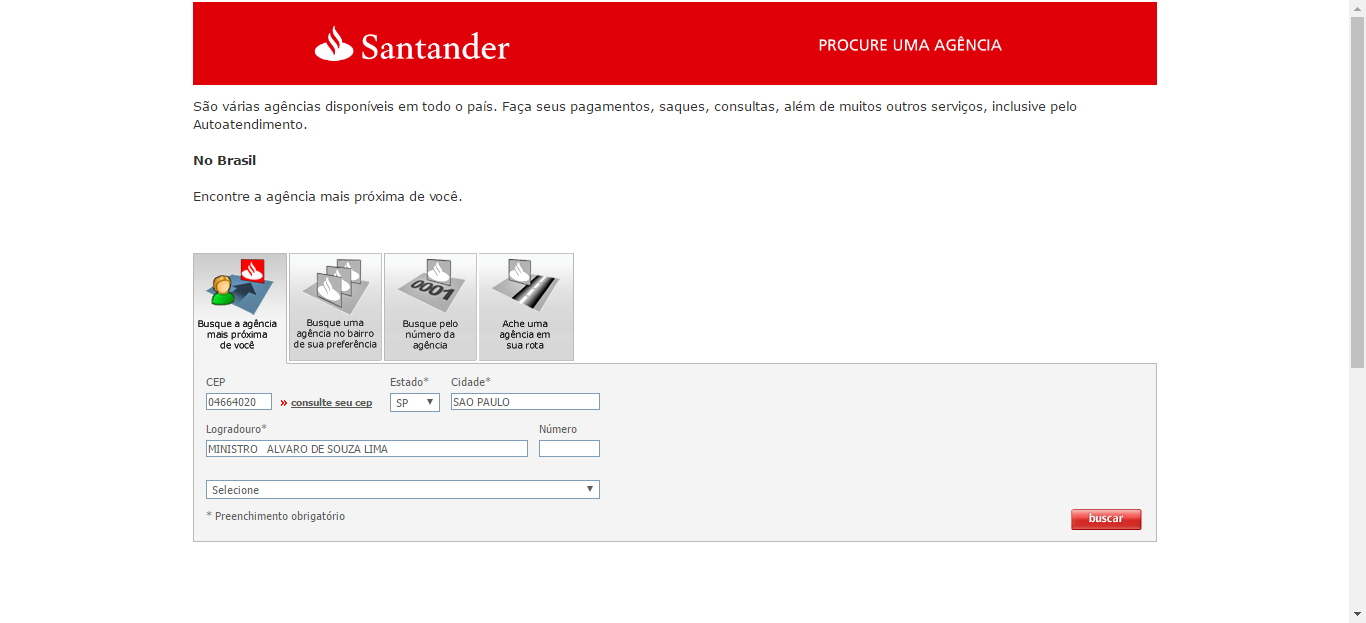 Santander
PROCURE UMA AGÊNCIA
São várias agências disponíveis em todo o país. Faça seus pagamentos, saques, consultas, além de muitos outros serviços, inclusive pelo
Autoatendimento.
No Brasil
Encontre a agência mais próxima de você.
0001
Busque a agência
mais próxima
de você
Busque uma
agência no bairro
de sua preferência
Busque pelo
número da
agência
Ache uma
agência em
sua rota
CEP
Estado*
Cidade*
04664020
» consulte seu cep
SP
SAO PAULO
Logradouro*
Número
MINISTRO   ALVARO DE SOUZA LIMA
Selecione
* Preenchimento obrigatório
buscar